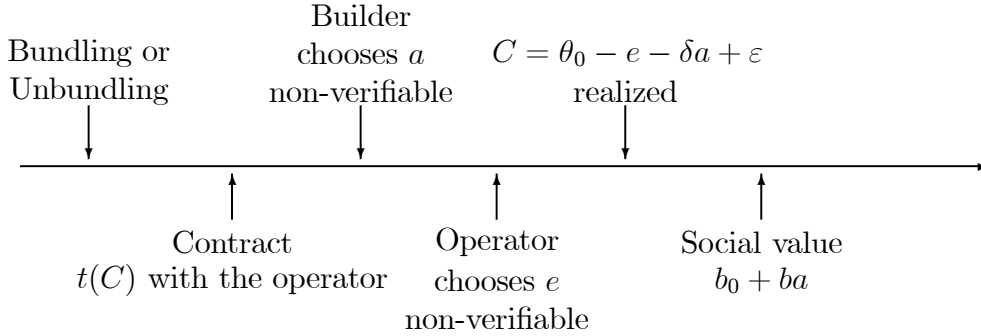 Bundling or
Unbundling
Builder
chooses a
non-verifiable
C = θ₀ − e − δa + ε
realized
Contract
t(C) with the operator
Operator
chooses e
non-verifiable
Social value
b₀ + ba